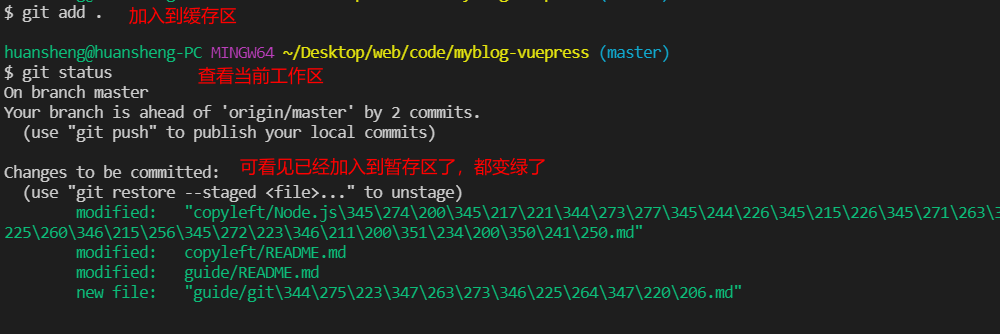 $ git add . 加入到缓存区
huansheng@huansheng-PC MINGW64 ~/Desktop/web/code/myblog-vuepress (master)
$ git status 查看当前工作区
On branch master
Your branch is ahead of 'origin/master' by 2 commits.
(use "git push" to publish your local commits)
Changes to be committed: 可看见已经加入到暂存区了，都变绿了
(use "git restore --staged <file>..." to unstage)
modified: "copyleft/Node.js\345\274\200\345\217\221\344\273\277\345\244\226\345\215\226\345\271\263\3
225\260\346\215\256\345\272\223\346\211\200\351\234\200\350\241\250.md"
modified: copyleft/README.md
modified: guide/README.md
new file: "guide/git\344\275\223\347\263\273\346\225\264\347\220\206.md"